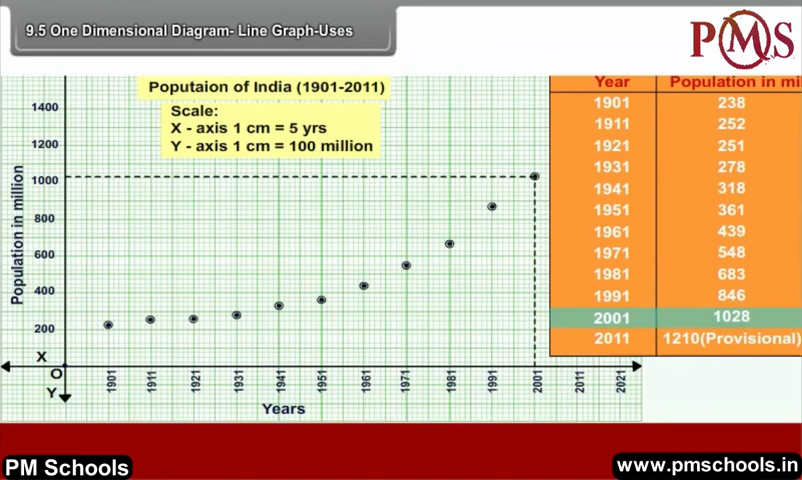 9.5 One Dimensional Diagram- Line Graph-Uses
PMS
Poputaion of India (1901-2011)
Scale:
X - axis 1 cm = 5 yrs
Y - axis 1 cm = 100 million
Population in million
1400
1200
1000
800
600
400
200
X
O
Y
1901 1911 1921 1931 1941 1951 1961 1971 1981 1991 2001 2011 2021
Years
Year Population in mil
1901 238
1911 252
1921 251
1931 278
1941 318
1951 361
1961 439
1971 548
1981 683
1991 846
2001 1028
2011 1210(Provisional)
PM Schools
www.pmschools.in